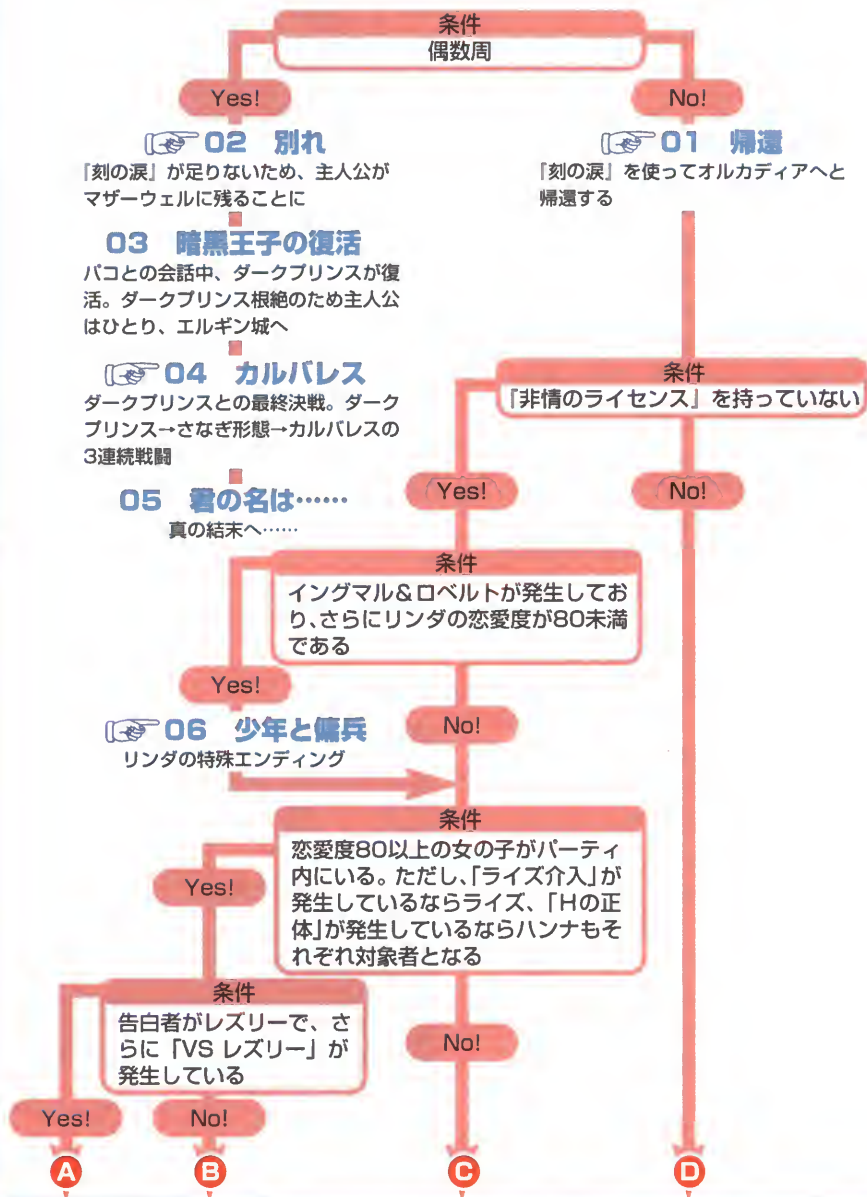 条件
偶数周
Yes!
No!
02 別れ
『刻の涙』が足りないため、主人公が
マザーウェルに残ることに
01 帰還
『刻の涙』を使ってオルカディアへと
帰還する
03 暗黒王子の復活
パコとの会話中、ダークプリンスが復
活。ダークプリンス根絶のため主人公
はひとり、エルギン城へ
04 カルバレス
ダークプリンスとの最終決戦。ダーク
プリンス→さなぎ形態→カルバレスの
3連続戦闘
05 君の名は……
真の結末へ……
条件
『非情のライセンス』を持っていない
Yes!
No!
条件
イングマル&ロベルトが発生してお
り、さらにリンダの恋愛度が80未満
である
Yes!
No!
06 少年と傭兵
リンダの特殊エンディング
条件
恋愛度80以上の女の子がパーティ
内にいる。ただし、「ライズ介入」が
発生しているならライズ、「Hの正
体」が発生しているならハンナもそ
れぞれ対象者となる
Yes!
No!
条件
告白者がレズリーで、さ
らに「VS レズリー」が
発生している
Yes!
No!
A
B
C
D